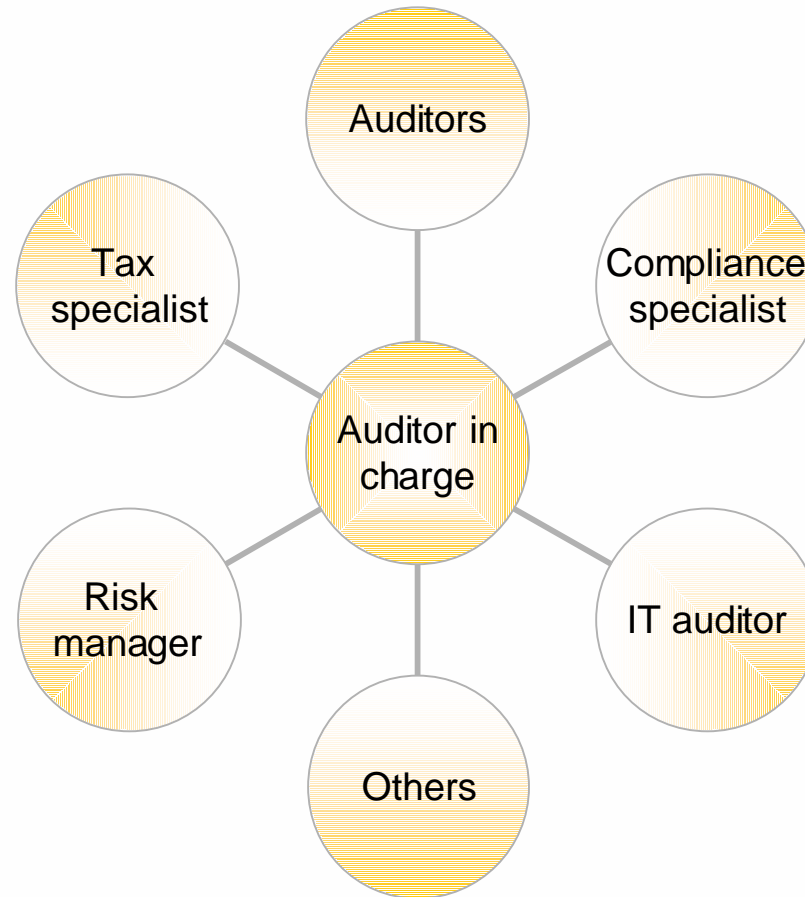 Auditors
Tax
specialist
Compliance
specialist
Auditor in
charge
Risk
manager
IT auditor
Others